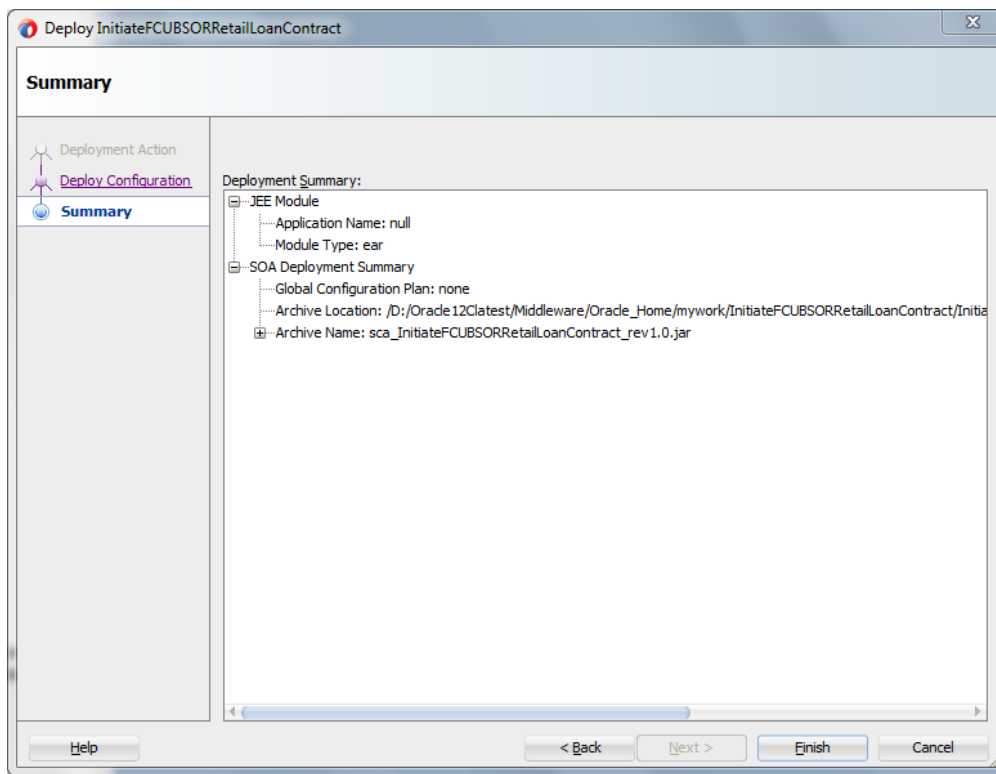 Deploy InitiateFCUBSORRetailLoanContract
Summary
Deployment Action
Deploy Configuration
Summary
Deployment Summary:
JEE Module
Application Name: null
Module Type: ear
SOA Deployment Summary
Global Configuration Plan: none
Archive Location: /D:/Oracle12Clatest/Middleware/Oracle_Home/mywork/InitiateFCUBSORRetailLoanContract/Initia
Archive Name: sca_InitiateFCUBSORRetailLoanContract_rev1.0.jar
Help
< Back
Next >
Finish
Cancel